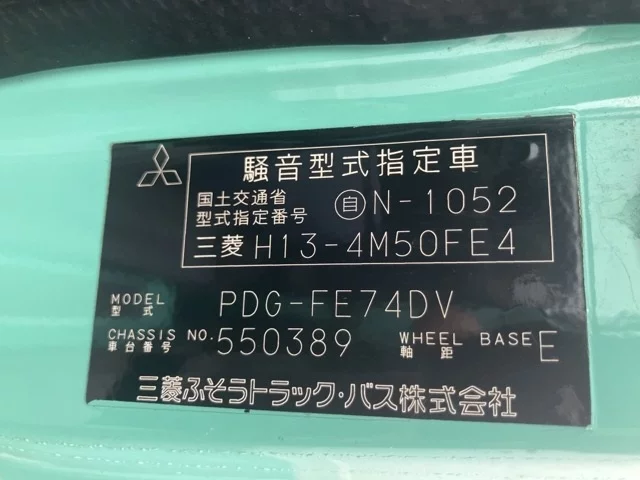 騒音型式指定車
国土交通省
型式指定番号 自N-1052
三菱 H13-4M50FE4
MODEL
型式 PDG-FE74DV
CHASSIS NO.
車台番号 550389 WHEEL BASE
軸距 E
三菱ふそうトラック・バス株式会社